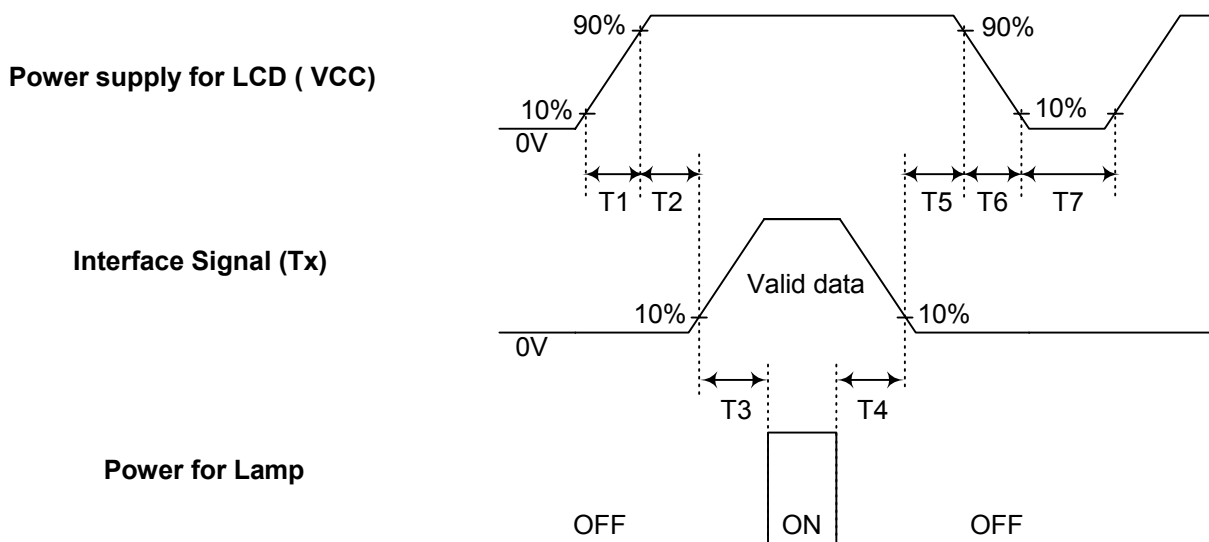 90%
90%
Power supply for LCD ( VCC)
10%
10%
0V
T1
T2
T5
T6
T7
Interface Signal (Tx)
Valid data
10%
10%
0V
T3
T4
Power for Lamp
OFF
ON
OFF